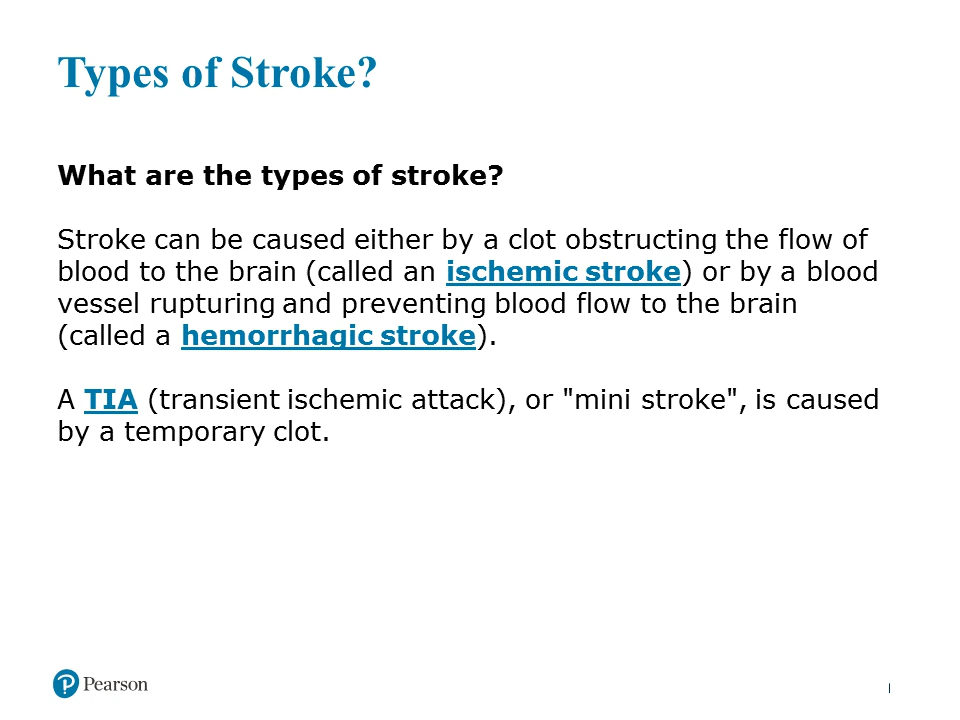 Types of Stroke?
What are the types of stroke?
Stroke can be caused either by a clot obstructing the flow of
blood to the brain (called an ischemic stroke) or by a blood
vessel rupturing and preventing blood flow to the brain
(called a hemorrhagic stroke).
A TIA (transient ischemic attack), or "mini stroke", is caused
by a temporary clot.
Pearson